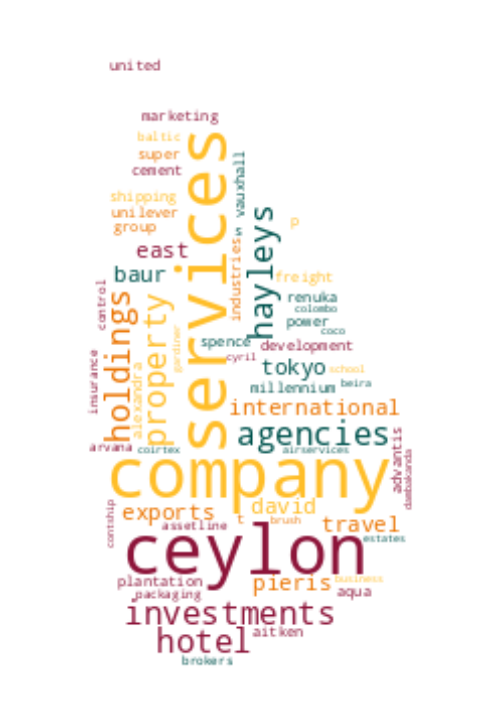 united
marketing
baltic
super
cement
services
vauxhall
shipping
unilever
group
s
hayleys
p
east
baur
industries
freight
control
holdings
property
renuka
colombo
power
coco
gardiner
spence
development
cyril
insurance
alexandra
tokyo
school
millennium
beira
international
agencies
arvana
coirtex
airservices
advantis
dambakanda
company
contship
exports
david
t
brush
travel
assetline
estates
ceylon
plantation
pieris
business
packaging
aqua
investments
hotel
aitken
brokers